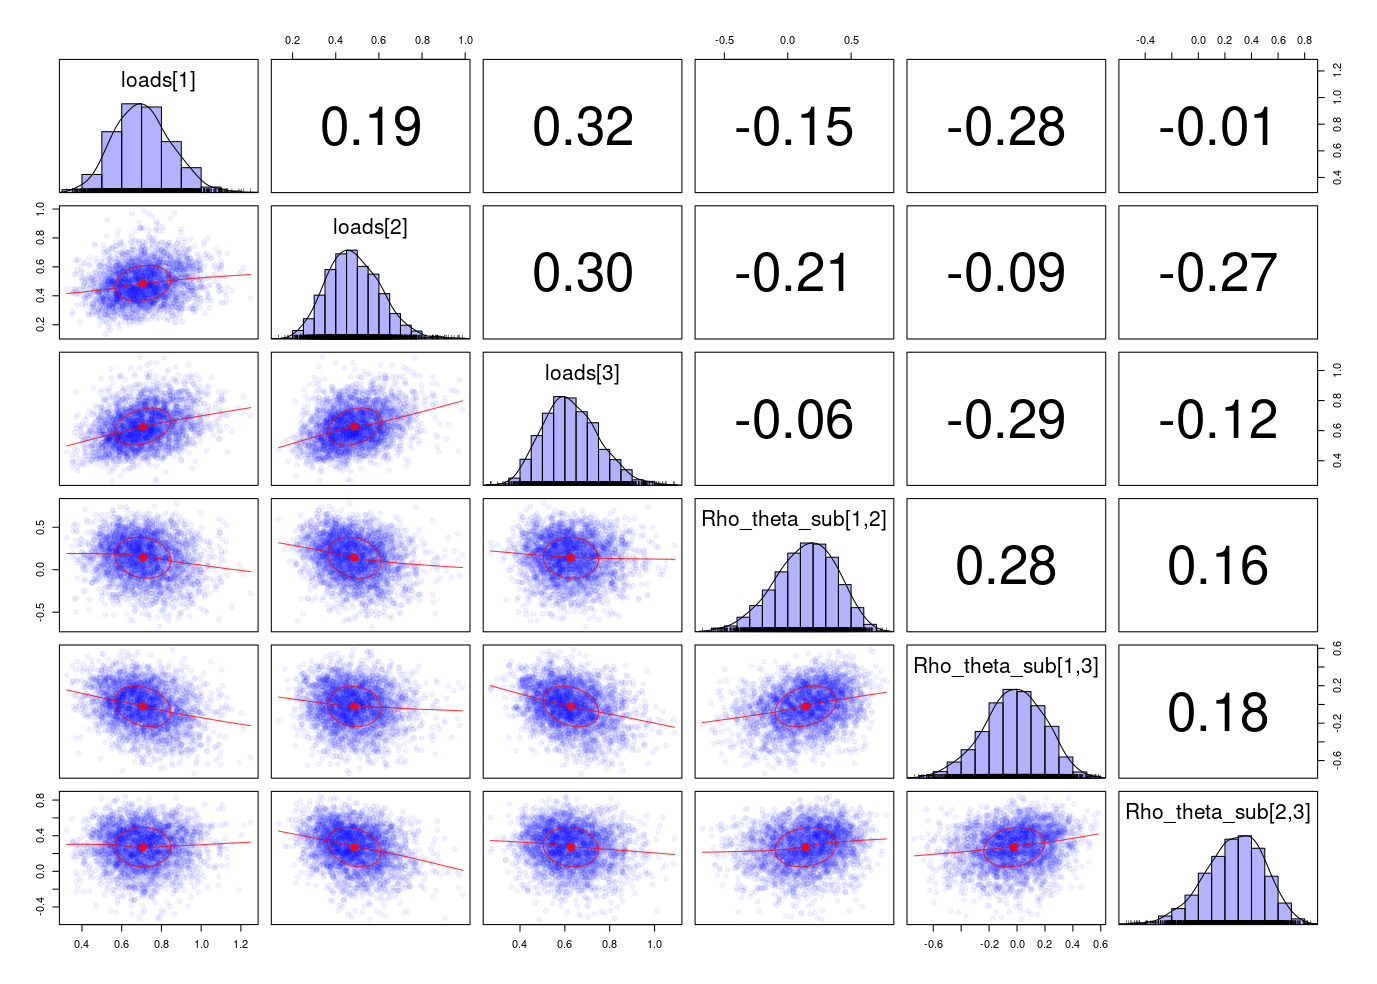 0.2 0.4 0.6 1.0 -0.5 0.0 0.5 -0.4 0.0 0.2 0.4 0.6 0.8
loads[1] 0.19 0.32 -0.15 -0.28 -0.01
0.4 0.6 0.8 1.0 1.2
0.2 0.4 0.6 0.8 1.0
loads[2] 0.30 -0.21 -0.09 -0.27
loads[3] -0.06 -0.29 -0.12
0.4 0.6 0.8 1.0
-0.5 0.0 0.5
Rho_theta_sub[1,2] 0.28 0.16
Rho_theta_sub[1,3] 0.18
-0.6 -0.2 0.2 0.6
-0.4 0.0 0.4 0.8
Rho_theta_sub[2,3]
0.4 0.6 0.8 1.0 1.2 0.4 0.6 0.8 1.0 -0.6 -0.2 0.0 0.2 0.4 0.6